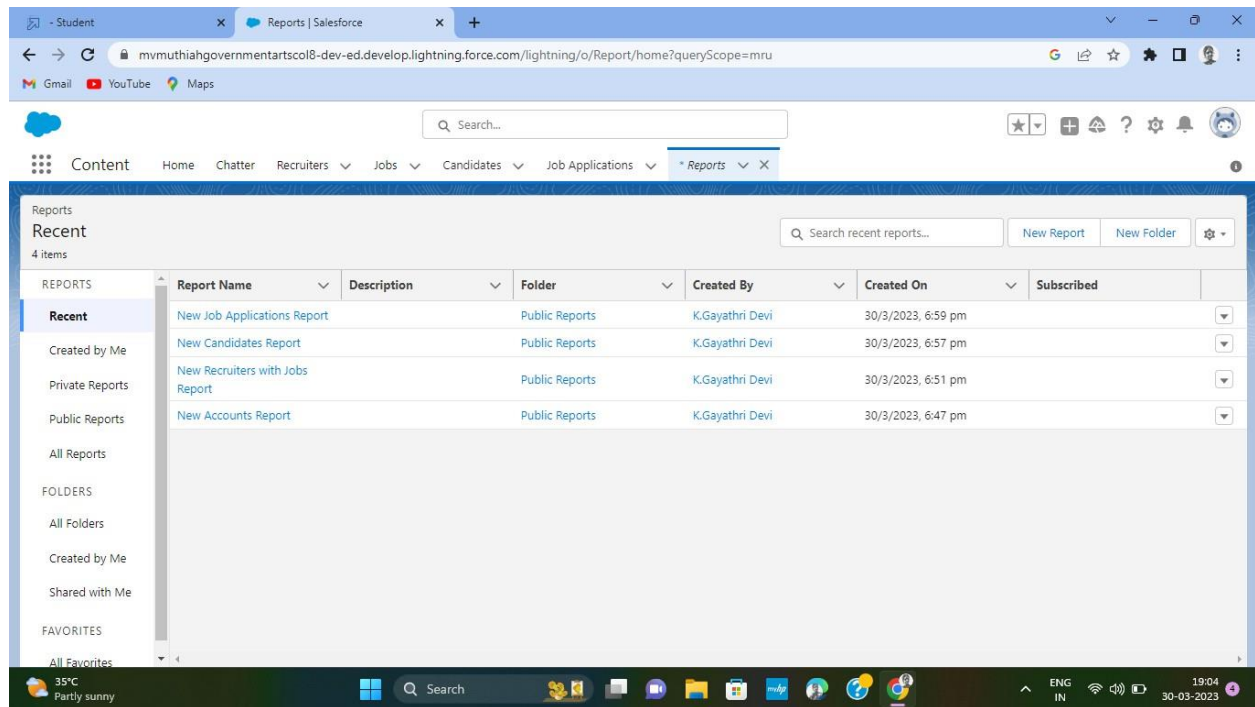 - Student
Reports | Salesforce
mvmuthiahgovernmentartscol8-dev-ed.develop.lightning.force.com/lightning/o/Report/home?queryScope=mru
Gmail YouTube Maps
Search...
Content Home Chatter Recruiters Jobs Candidates Job Applications * Reports
Reports
Recent
4 items
Search recent reports...
New Report New Folder
REPORTS
Recent
Created by Me
Private Reports
Public Reports
All Reports
FOLDERS
All Folders
Created by Me
Shared with Me
FAVORITES
All Favorites
Report Name Description Folder Created By Created On Subscribed
New Job Applications Report Public Reports K.Gayathri Devi 30/3/2023, 6:59 pm
New Candidates Report Public Reports K.Gayathri Devi 30/3/2023, 6:57 pm
New Recruiters with Jobs
Report Public Reports K.Gayathri Devi 30/3/2023, 6:51 pm
New Accounts Report Public Reports K.Gayathri Devi 30/3/2023, 6:47 pm
35°C
Partly sunny
Search
ENG
IN
19:04
30-03-2023
4